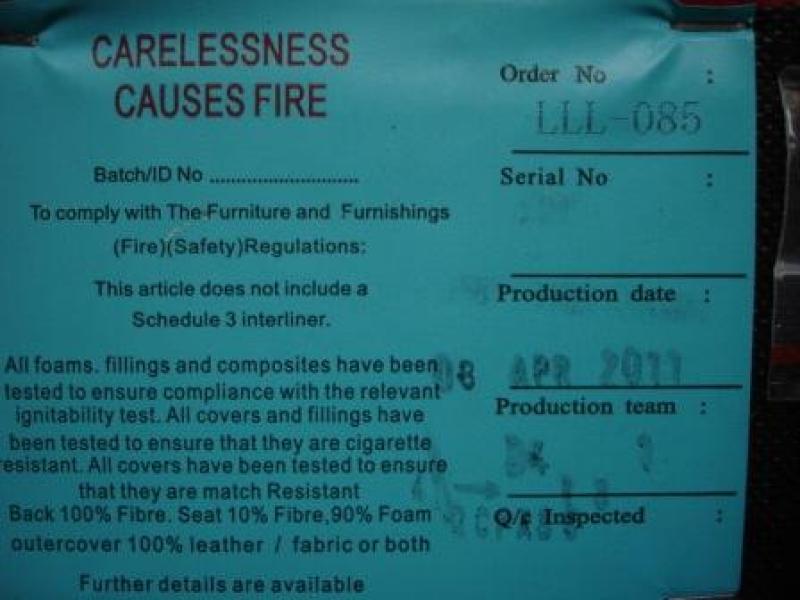 CARELESSNESS
CAUSES FIRE
Batch/ID No ..............................
To comply with The Furniture and Furnishings
(Fire)(Safety)Regulations:
This article does not include a
Schedule 3 interliner.
All foams. fillings and composites have been
tested to ensure compliance with the relevant
ignitability test. All covers and fillings have
been tested to ensure that they are cigarette
resistant. All covers have been tested to ensure
that they are match Resistant
Back 100% Fibre. Seat 10% Fibre,90% Foam
outercover 100% leather / fabric or both
Further details are available
Order No :
LLL-085
Serial No :
Production date :
08 APR 2011
Production team :
Q/c Inspected :